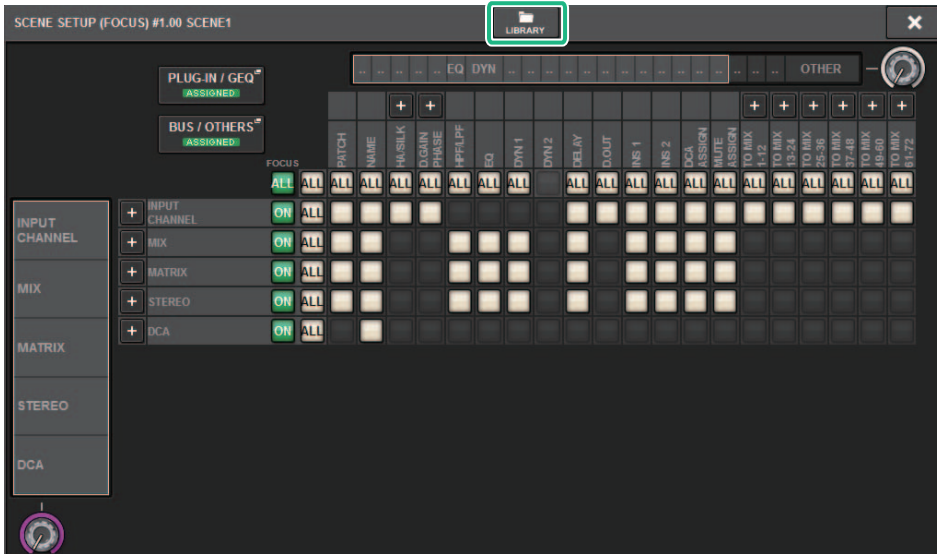 SCENE SETUP (FOCUS) #1.00 SCENE1
LIBRARY
.. .. .. .. EQ DYN .. .. .. .. .. .. .. .. .. .. .. OTHER
PLUG-IN / GEQ
ASSIGNED
BUS / OTHERS
ASSIGNED
FOCUS
PATCH
NAME
HA/SILK
D.GAIN
PHASE
HPF/LPF
EQ
DYN 1
DYN 2
DELAY
D.OUT
INS 1
INS 2
DCA
ASSIGN
MUTE
ASSIGN
TO MIX
1-12
TO MIX
13-24
TO MIX
25-36
TO MIX
37-48
TO MIX
49-60
TO MIX
61-72
ALL ALL ALL ALL ALL ALL ALL ALL ALL ALL ALL ALL ALL ALL ALL ALL ALL ALL ALL ALL ALL
+ INPUT CHANNEL ON ALL
+ MIX ON ALL
+ MATRIX ON ALL
+ STEREO ON ALL
+ DCA ON ALL
INPUT
CHANNEL
MIX
MATRIX
STEREO
DCA